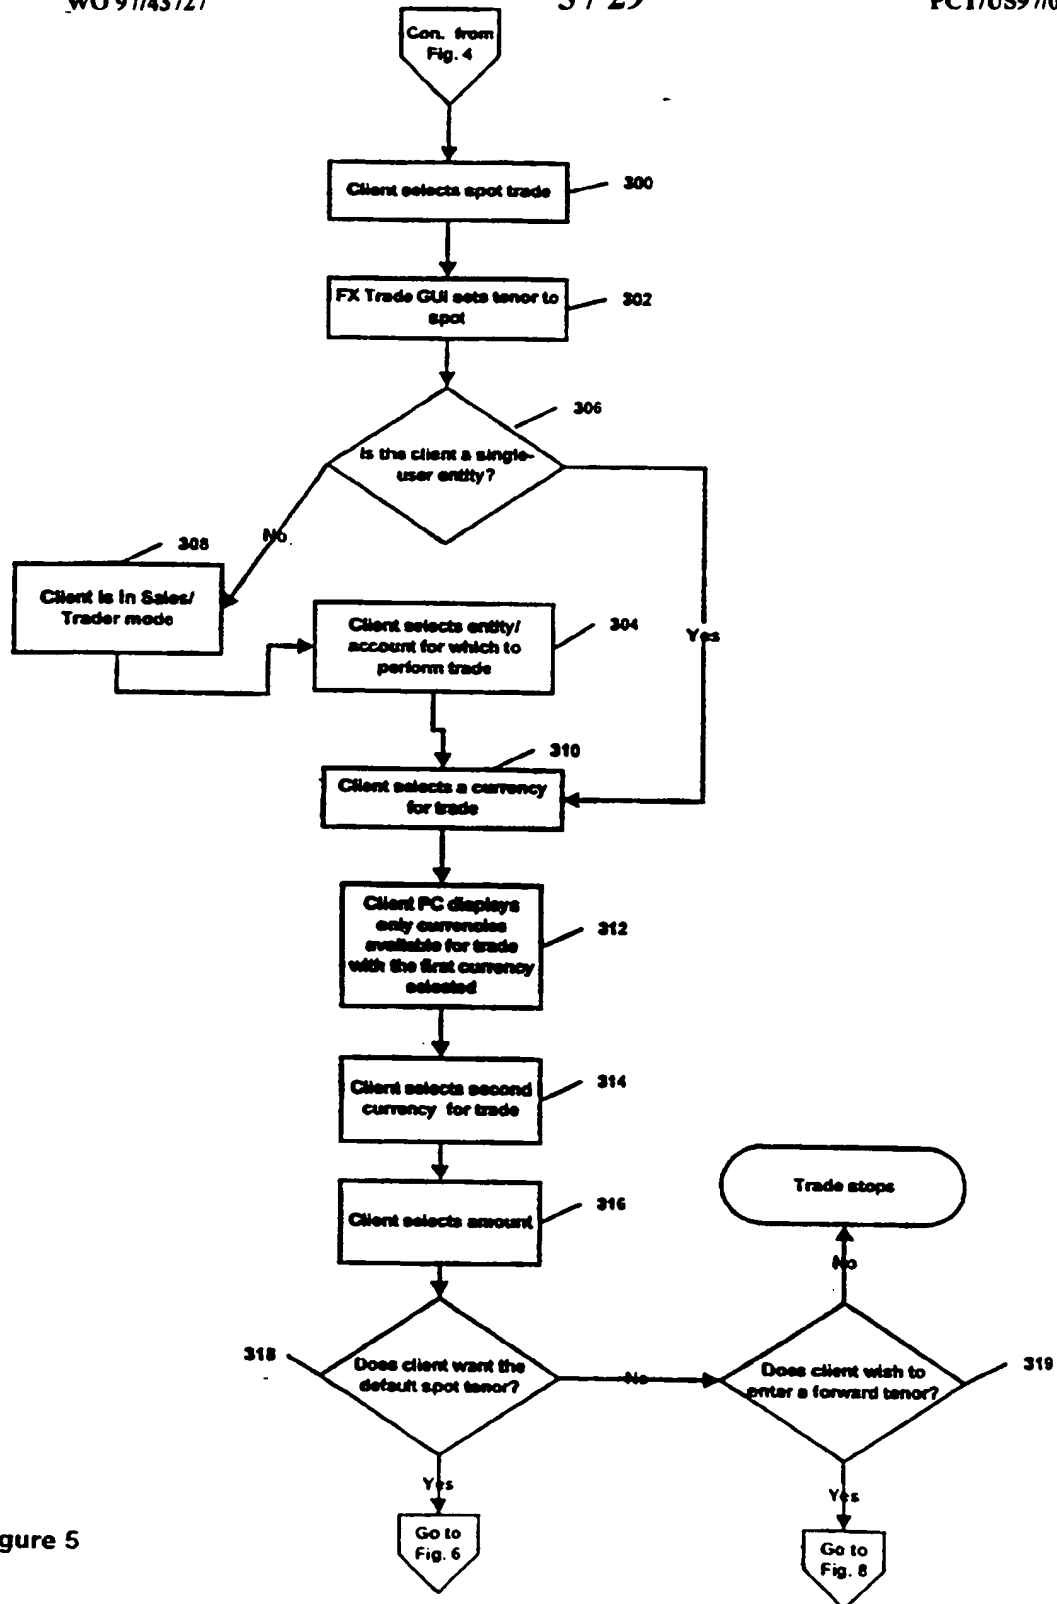 WO 97/43727
5 / 29
Con. from
Fig. 4
Client selects spot trade
300
FX Trade GUI sets tenor to
spot
302
306
Is the client a single-
user entity?
No
308
Client is in Sales/
Trader mode
Client selects entity/
account for which to
perform trade
304
Yes
310
Client selects a currency
for trade
Client PC displays
only currencies
available for trade
with the first currency
selected
312
Client selects second
currency for trade
314
Client selects amount
316
Trade stops
No
318
Does client want the
default spot tenor?
No
Does client wish to
enter a forward tenor?
319
Yes
Yes
Go to
Fig. 6
Go to
Fig. 8
gure 5